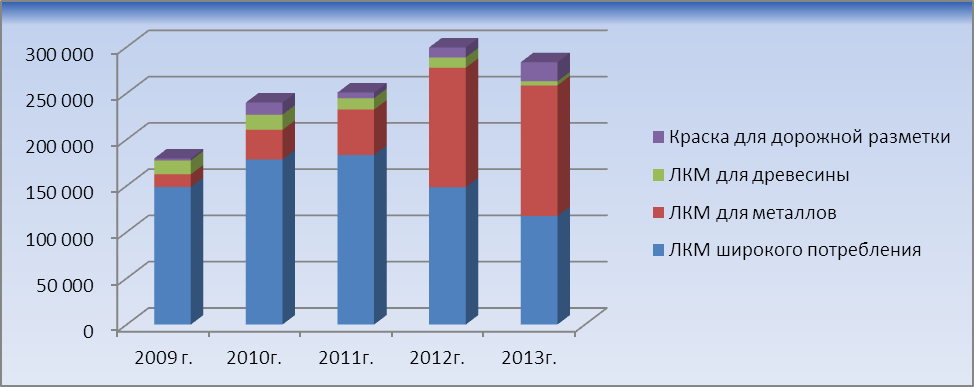 300 000
250 000
200 000
150 000
100 000
50 000
0
2009 г.
2010г.
2011г.
2012г.
2013г.
Краска для дорожной разметки
ЛКМ для древесины
ЛКМ для металлов
ЛКМ широкого потребления